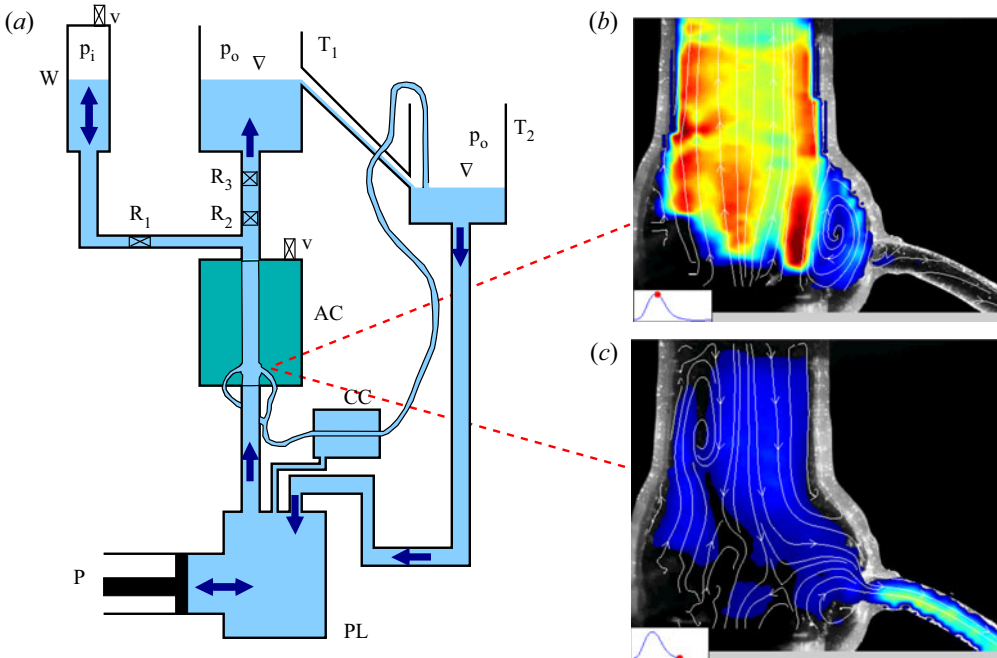 (a)
v
p_i
W
p_o
∇
T_1
T_2
p_o
∇
R_3
R_2
R_1
v
AC
CC
P
PL
(b)
(c)